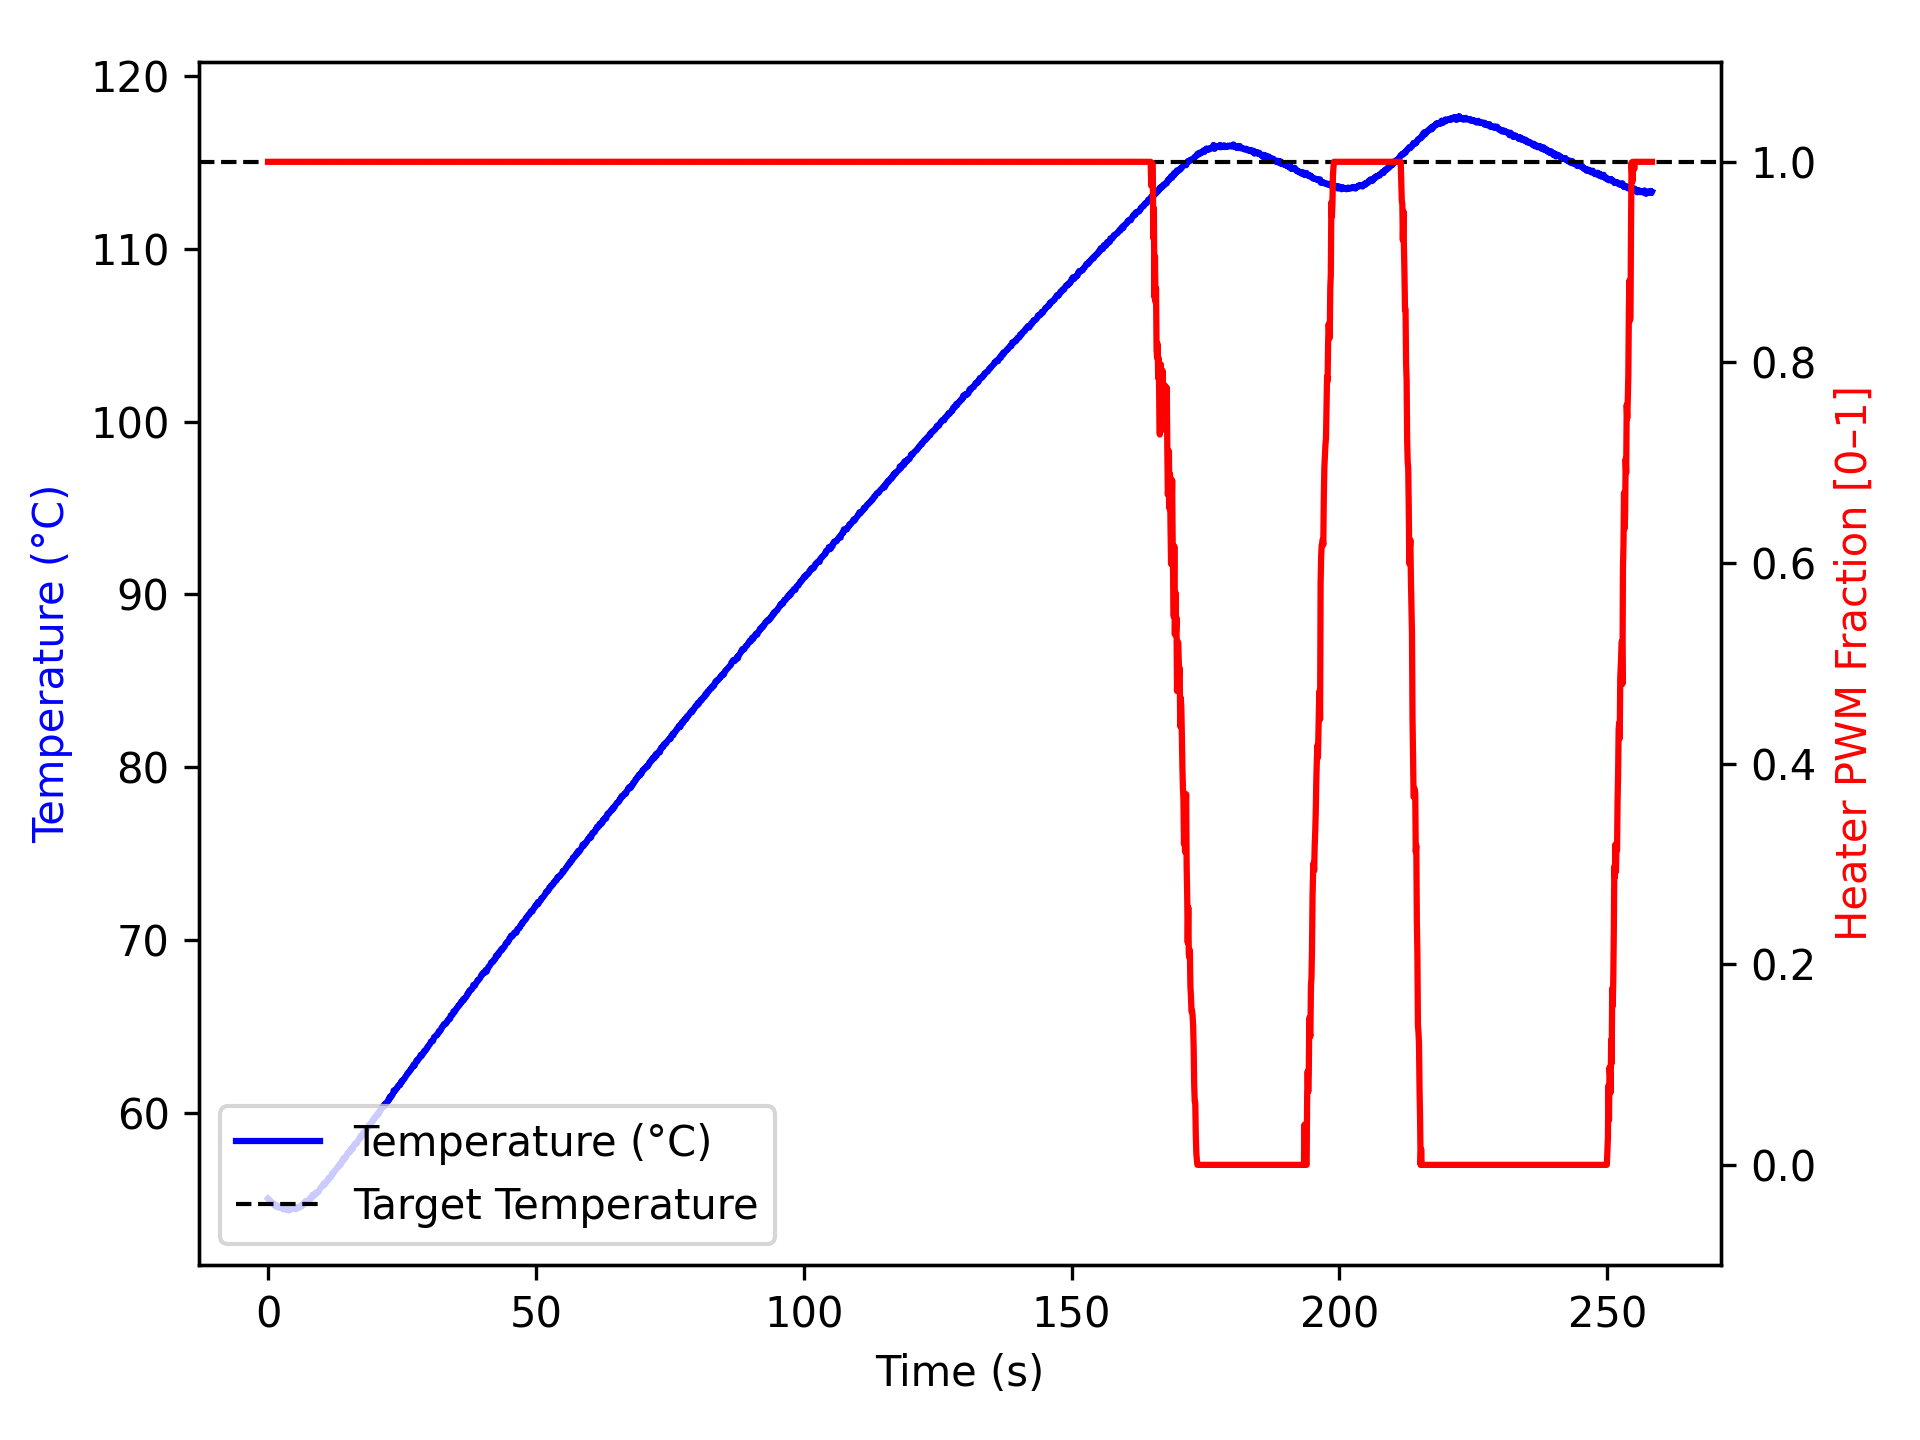 120
110
100
90
80
70
60
Temperature (°C)
1.0
0.8
0.6
0.4
0.2
0.0
Heater PWM Fraction [0–1]
Temperature (°C)
Target Temperature
0 50 100 150 200 250
Time (s)